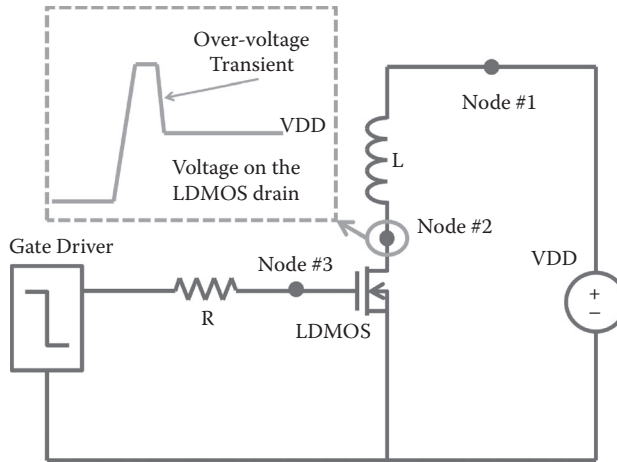 Over-voltage
Transient
VDD
Voltage on the
LDMOS drain
Node #1
L
Node #2
Gate Driver
Node #3
VDD
R
LDMOS
+
−